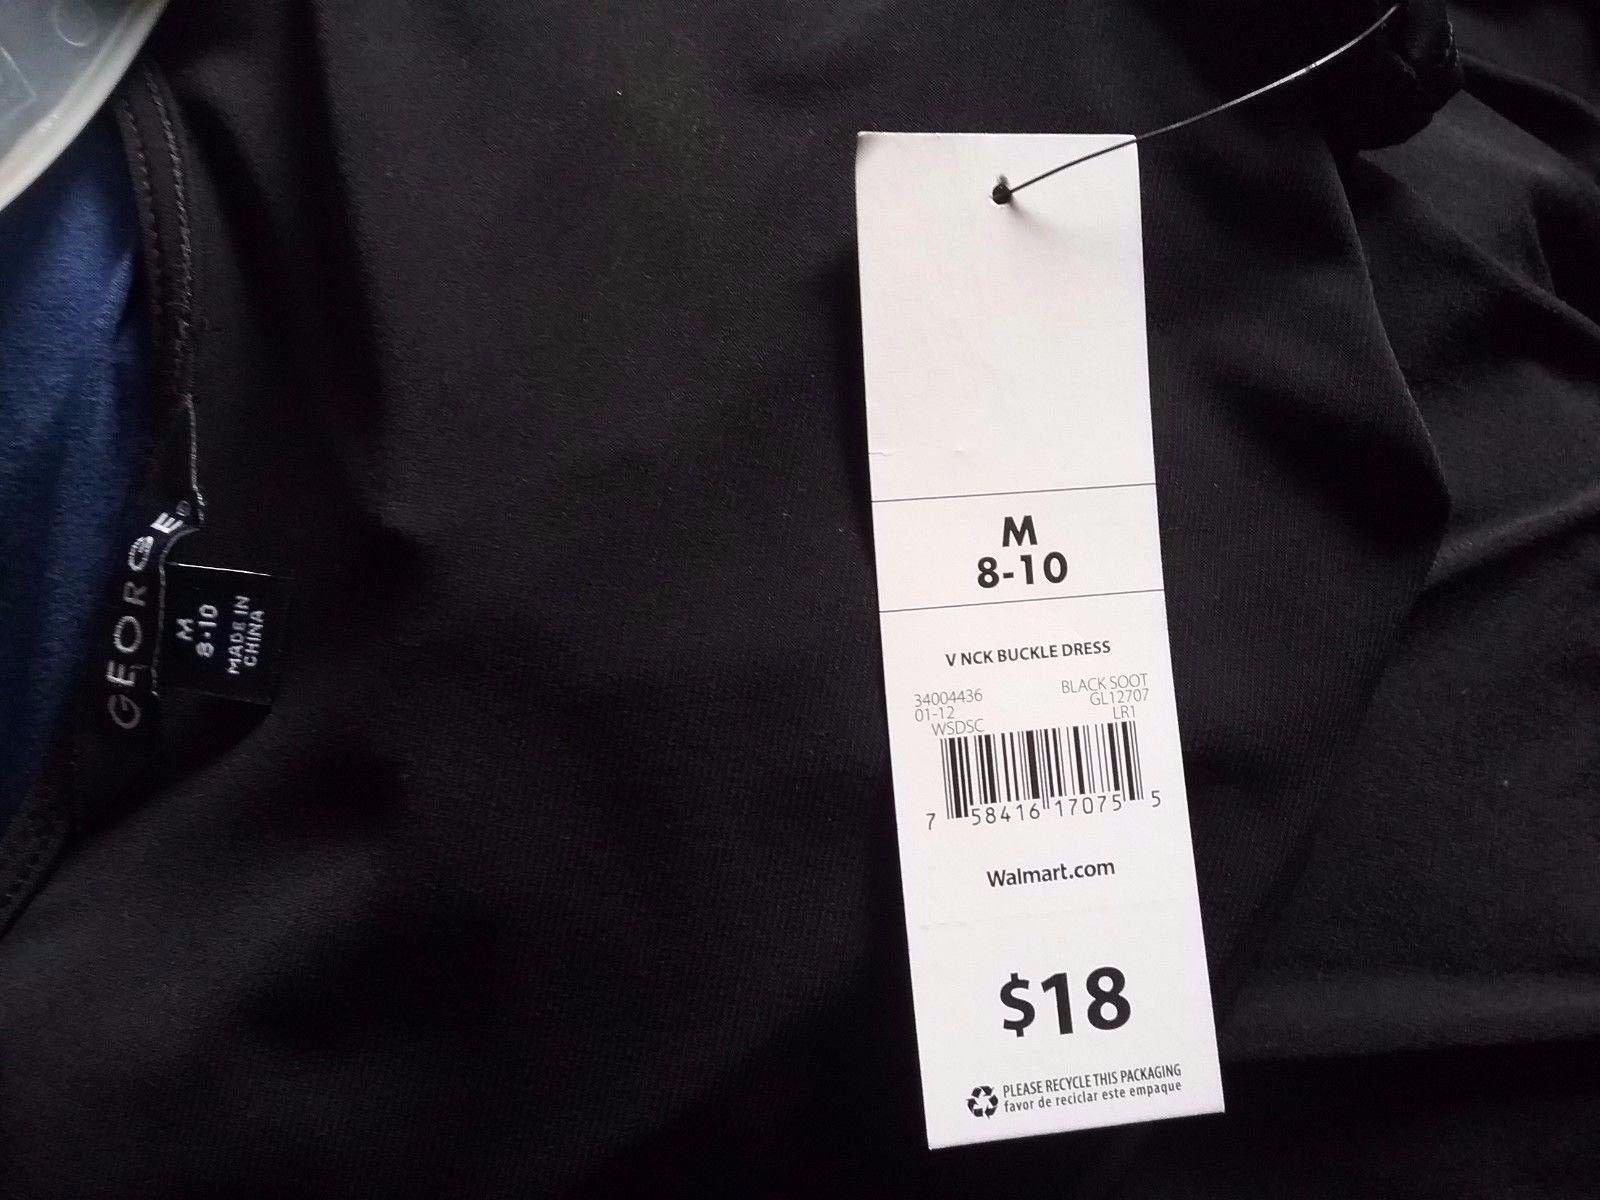 GEORGE®
M
8-10
MADE IN
CHINA
M
8-10
V NCK BUCKLE DRESS
34004436 BLACK SOOT
01-12 GL12707
WSDSC LR1
7 58416 17075 5
Walmart.com
$18
PLEASE RECYCLE THIS PACKAGING
favor de reciclar este empaque